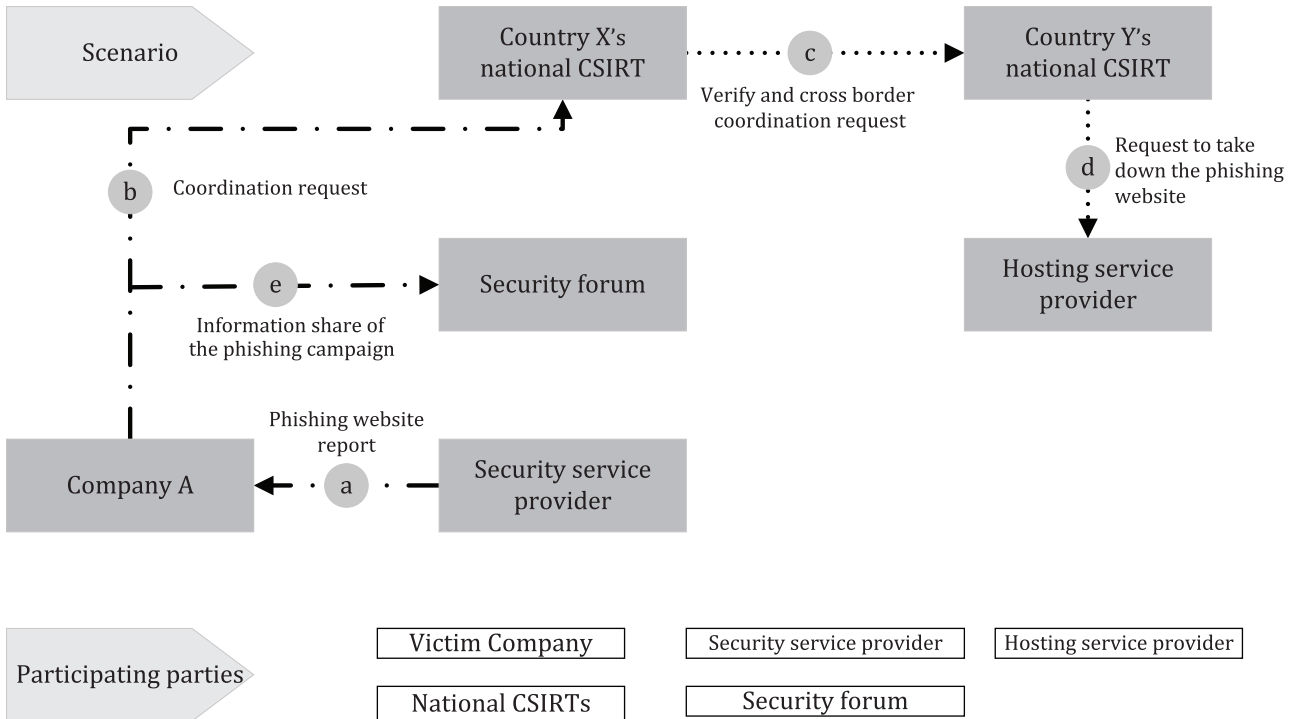 Scenario
Country X's
national CSIRT
c
Verify and cross border
coordination request
Country Y's
national CSIRT
b
Coordination request
d
Request to take
down the phishing
website
e
Information share of
the phishing campaign
Security forum
Hosting service
provider
Company A
Phishing website
report
a
Security service
provider
Participating parties
Victim Company
Security service provider
Hosting service provider
National CSIRTs
Security forum